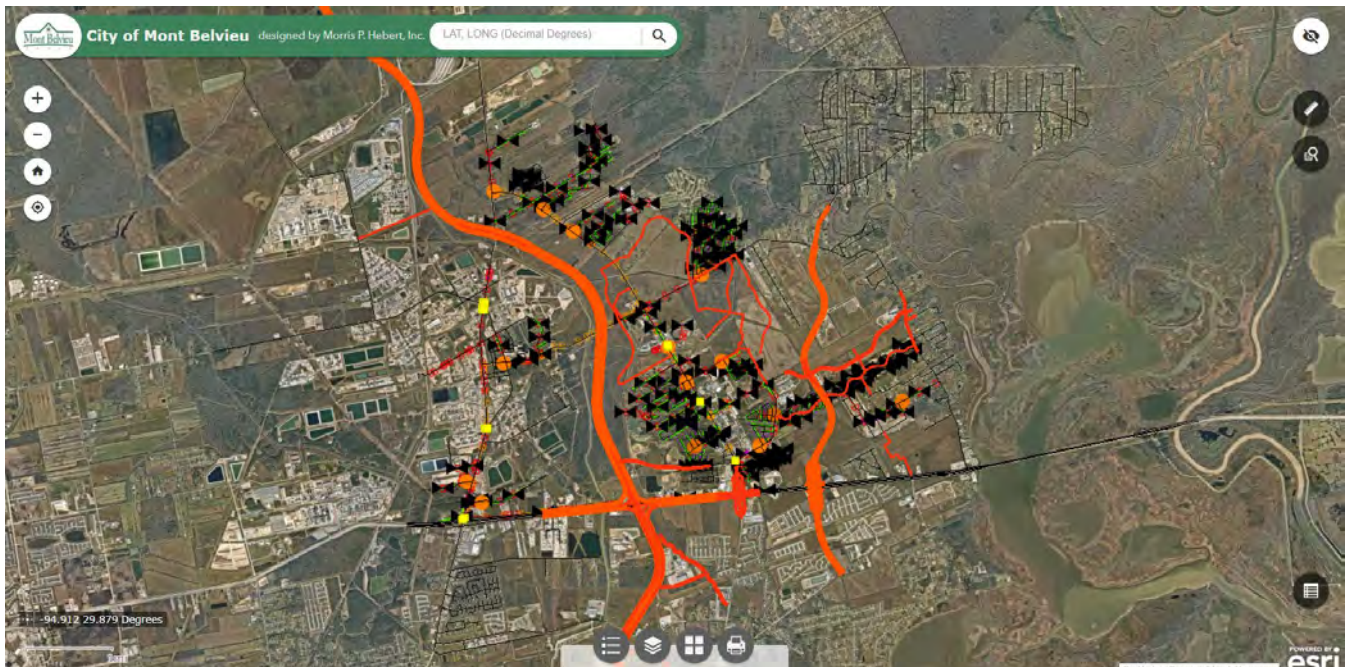 Mont Belvieu
City of Mont Belvieu designed by Morris P. Hebert, Inc. LAT, LONG (Decimal Degrees)
-94.912 29.879 Degrees
POWERED BY
esri